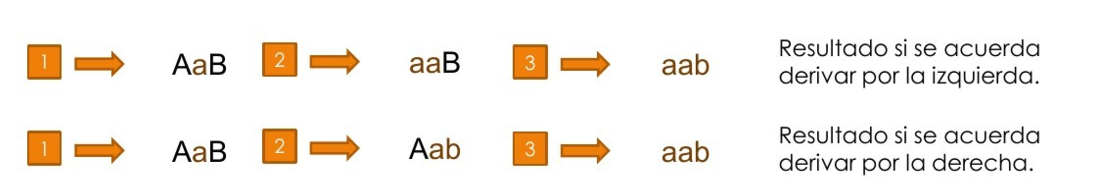 1 AaB 2 aaB 3 aab Resultado si se acuerda
derivar por la izquierda.
1 AaB 2 Aab 3 aab Resultado si se acuerda
derivar por la derecha.